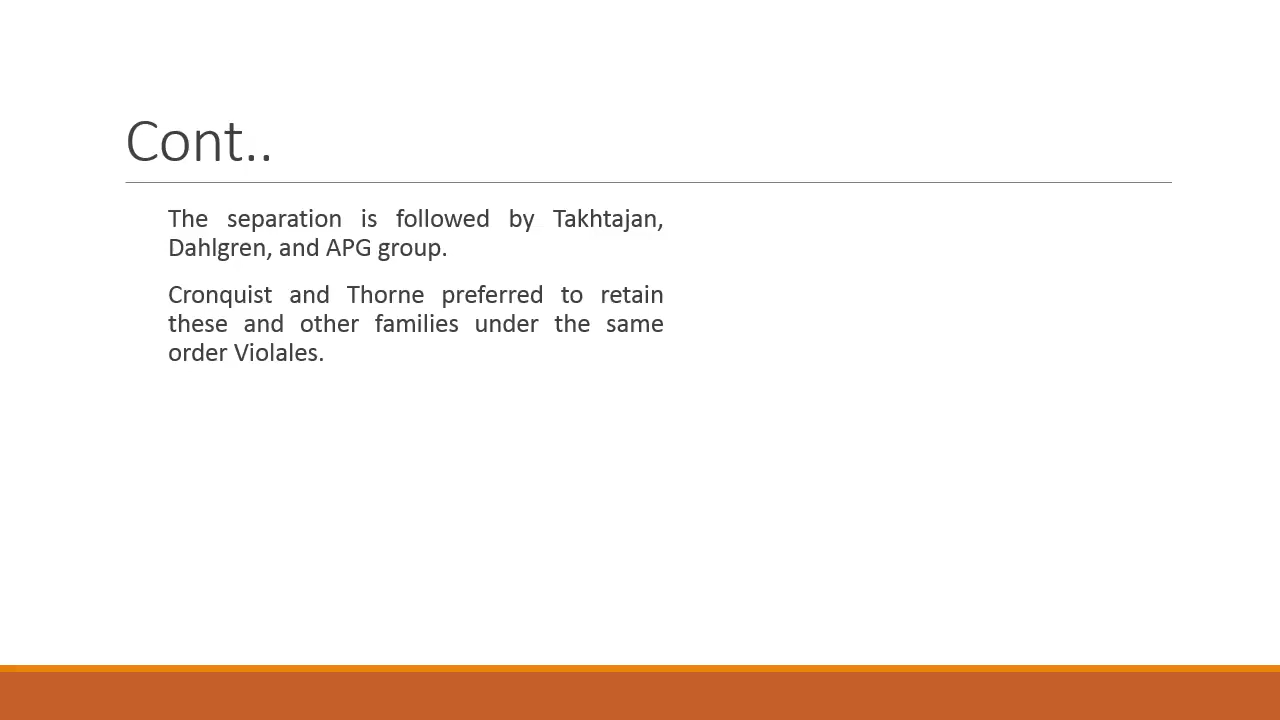 Cont..
The separation is followed by Takhtajan,
Dahlgren, and APG group.
Cronquist and Thorne preferred to retain
these and other families under the same
order Violales.